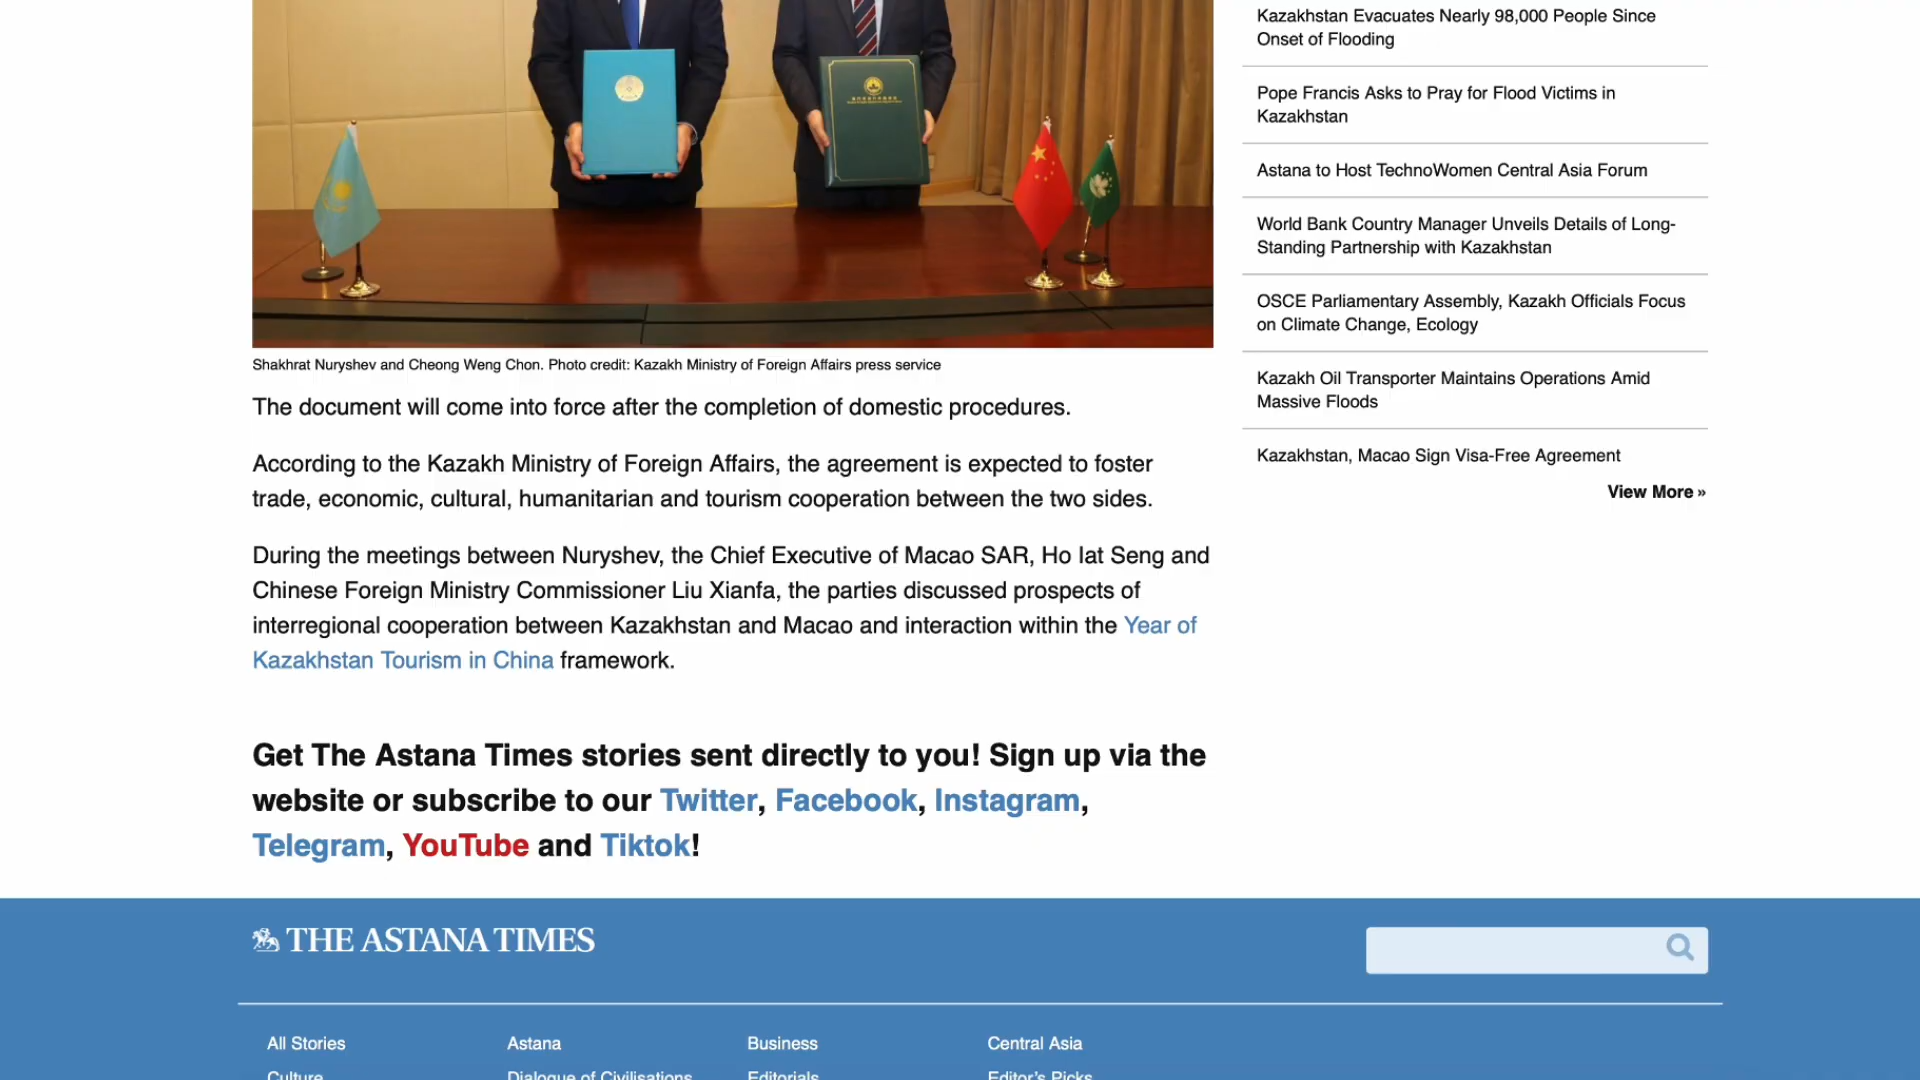 Kazakhstan Evacuates Nearly 98,000 People Since
Onset of Flooding
Pope Francis Asks to Pray for Flood Victims in
Kazakhstan
Astana to Host TechnoWomen Central Asia Forum
World Bank Country Manager Unveils Details of Long-
Standing Partnership with Kazakhstan
OSCE Parliamentary Assembly, Kazakh Officials Focus
on Climate Change, Ecology
Kazakh Oil Transporter Maintains Operations Amid
Massive Floods
Kazakhstan, Macao Sign Visa-Free Agreement
View More »
Shakhrat Nuryshev and Cheong Weng Chon. Photo credit: Kazakh Ministry of Foreign Affairs press service
The document will come into force after the completion of domestic procedures.
According to the Kazakh Ministry of Foreign Affairs, the agreement is expected to foster
trade, economic, cultural, humanitarian and tourism cooperation between the two sides.
During the meetings between Nuryshev, the Chief Executive of Macao SAR, Ho Iat Seng and
Chinese Foreign Ministry Commissioner Liu Xianfa, the parties discussed prospects of
interregional cooperation between Kazakhstan and Macao and interaction within the Year of
Kazakhstan Tourism in China framework.
Get The Astana Times stories sent directly to you! Sign up via the
website or subscribe to our Twitter, Facebook, Instagram,
Telegram, YouTube and Tiktok!
THE ASTANA TIMES
All Stories Astana Business Central Asia
Culture Dialogue of Civilisations Editorials Editor's Picks